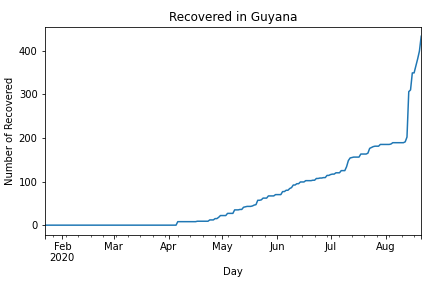 Recovered in Guyana
Number of Recovered
400
300
200
100
0
Feb
2020
Mar
Apr
May
Jun
Jul
Aug
Day